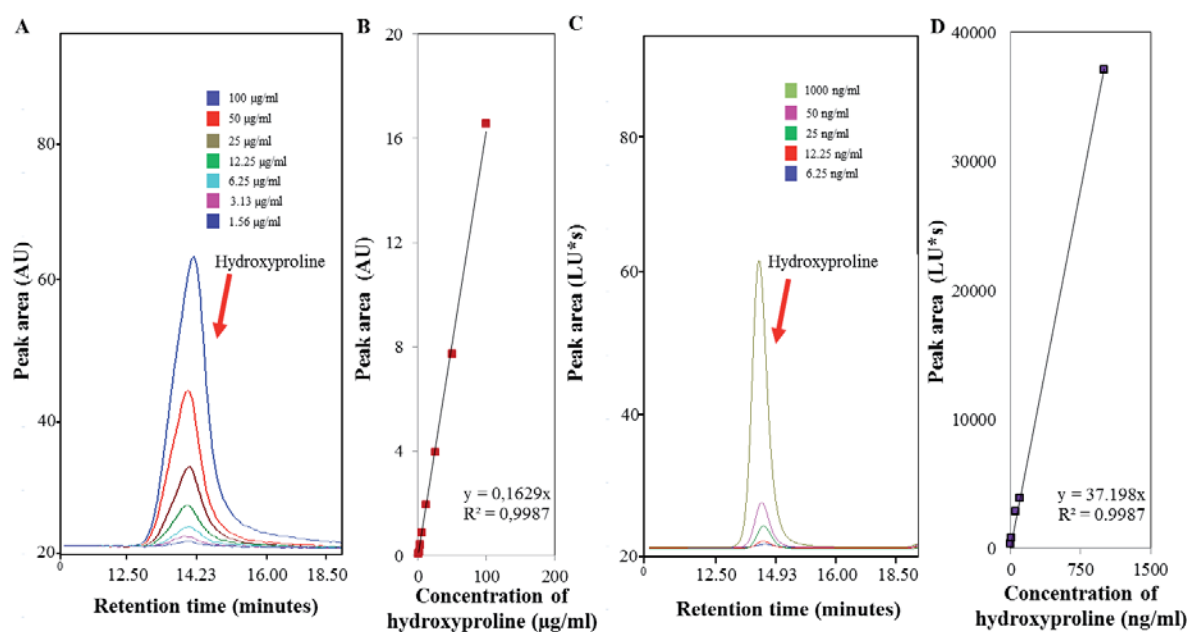 A
80
60
40
20
0
12.50
14.23
16.00
18.50
Peak area (AU)
Retention time (minutes)
100 µg/ml
50 µg/ml
25 µg/ml
12.25 µg/ml
6.25 µg/ml
3.13 µg/ml
1.56 µg/ml
Hydroxyproline
B
20
16
12
8
4
0
0
100
200
Peak area (AU)
y = 0,1629x
R² = 0,9987
Concentration of
hydroxyproline (µg/ml)
C
80
60
40
20
0
12.50
14.93
16.00
18.50
Peak area (LU*s)
Retention time (minutes)
1000 ng/ml
50 ng/ml
25 ng/ml
12.25 ng/ml
6.25 ng/ml
Hydroxyproline
D
40000
30000
20000
10000
0
0
750
1500
Peak area (LU*s)
y = 37.198x
R² = 0.9987
Concentration of
hydroxyproline (ng/ml)